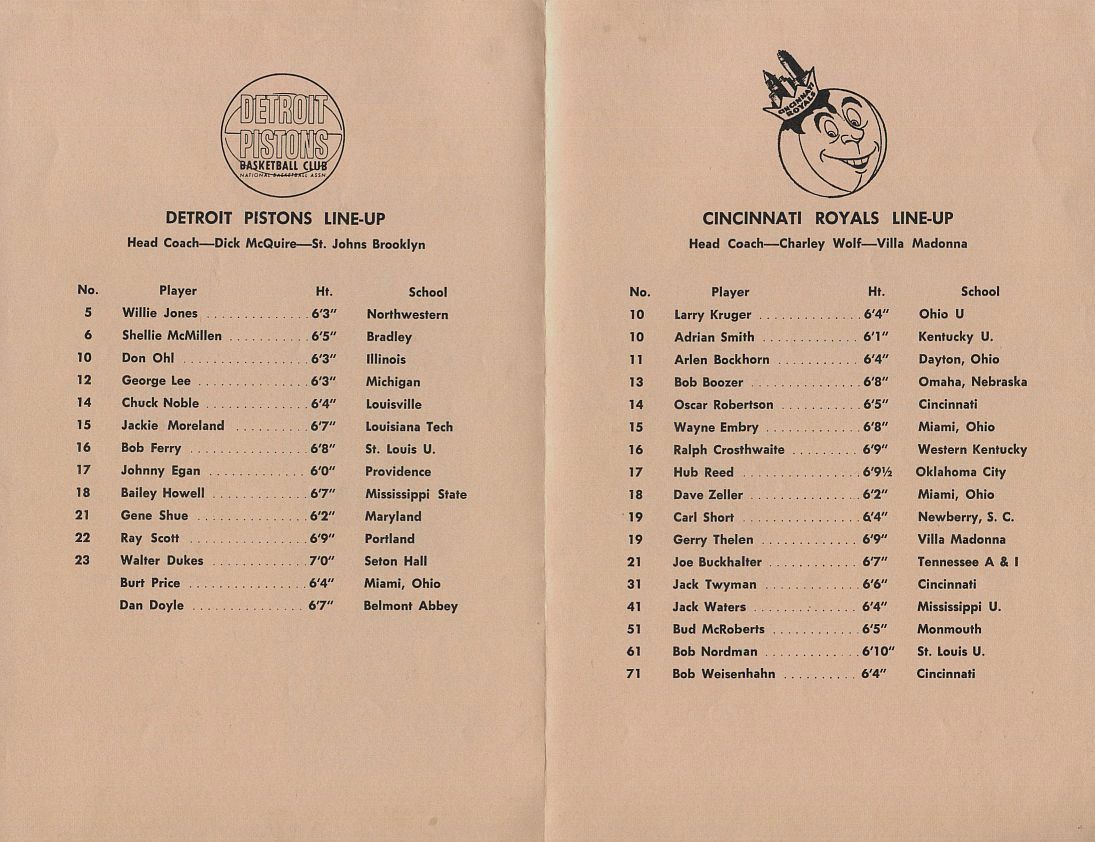 DETROIT
PISTONS
BASKETBALL CLUB
NATIONAL BASKETBALL ASSN
DETROIT PISTONS LINE-UP
Head Coach—Dick McQuire—St. Johns Brooklyn
No. Player Ht. School
5 Willie Jones . . . . . . . . . . . . . 6'3" Northwestern
6 Shellie McMillen . . . . . . . . . . 6'5" Bradley
10 Don Ohl . . . . . . . . . . . . . . . . 6'3" Illinois
12 George Lee . . . . . . . . . . . . . . 6'3" Michigan
14 Chuck Noble . . . . . . . . . . . . . 6'4" Louisville
15 Jackie Moreland . . . . . . . . . 6'7" Louisiana Tech
16 Bob Ferry . . . . . . . . . . . . . . . 6'8" St. Louis U.
17 Johnny Egan . . . . . . . . . . . . . 6'0" Providence
18 Bailey Howell . . . . . . . . . . . . 6'7" Mississippi State
21 Gene Shue . . . . . . . . . . . . . . 6'2" Maryland
22 Ray Scott . . . . . . . . . . . . . . . 6'9" Portland
23 Walter Dukes . . . . . . . . . . . . 7'0" Seton Hall
Burt Price . . . . . . . . . . . . . . . 6'4" Miami, Ohio
Dan Doyle . . . . . . . . . . . . . . 6'7" Belmont Abbey
CINCINNATI
ROYALS
CINCINNATI ROYALS LINE-UP
Head Coach—Charley Wolf—Villa Madonna
No. Player Ht. School
10 Larry Kruger . . . . . . . . . . . . . 6'4" Ohio U
10 Adrian Smith . . . . . . . . . . . . 6'1" Kentucky U.
11 Arlen Bockhorn . . . . . . . . . . 6'4" Dayton, Ohio
13 Bob Boozer . . . . . . . . . . . . . . 6'8" Omaha, Nebraska
14 Oscar Robertson . . . . . . . . . . 6'5" Cincinnati
15 Wayne Embry . . . . . . . . . . . . 6'8" Miami, Ohio
16 Ralph Crosthwaite . . . . . . . . 6'9" Western Kentucky
17 Hub Reed . . . . . . . . . . . . . . . 6'9½ Oklahoma City
18 Dave Zeller . . . . . . . . . . . . . . 6'2" Miami, Ohio
19 Carl Short . . . . . . . . . . . . . . . 6'4" Newberry, S. C.
19 Gerry Thelen . . . . . . . . . . . . . 6'9" Villa Madonna
21 Joe Buckhalter . . . . . . . . . . . 6'7" Tennessee A & I
31 Jack Twyman . . . . . . . . . . . . 6'6" Cincinnati
41 Jack Waters . . . . . . . . . . . . . 6'4" Mississippi U.
51 Bud McRoberts . . . . . . . . . . . 6'5" Monmouth
61 Bob Nordman . . . . . . . . . . . . 6'10" St. Louis U.
71 Bob Weisenhahn . . . . . . . . . 6'4" Cincinnati